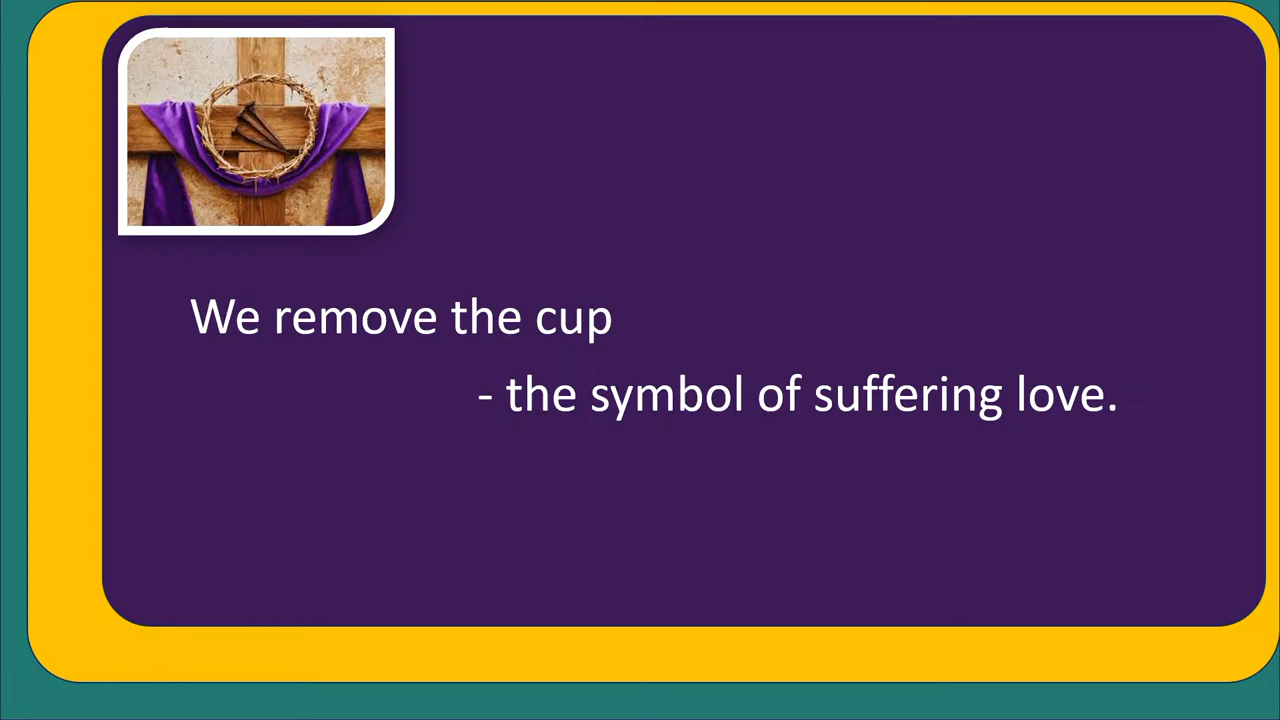 We remove the cup
- the symbol of suffering love.